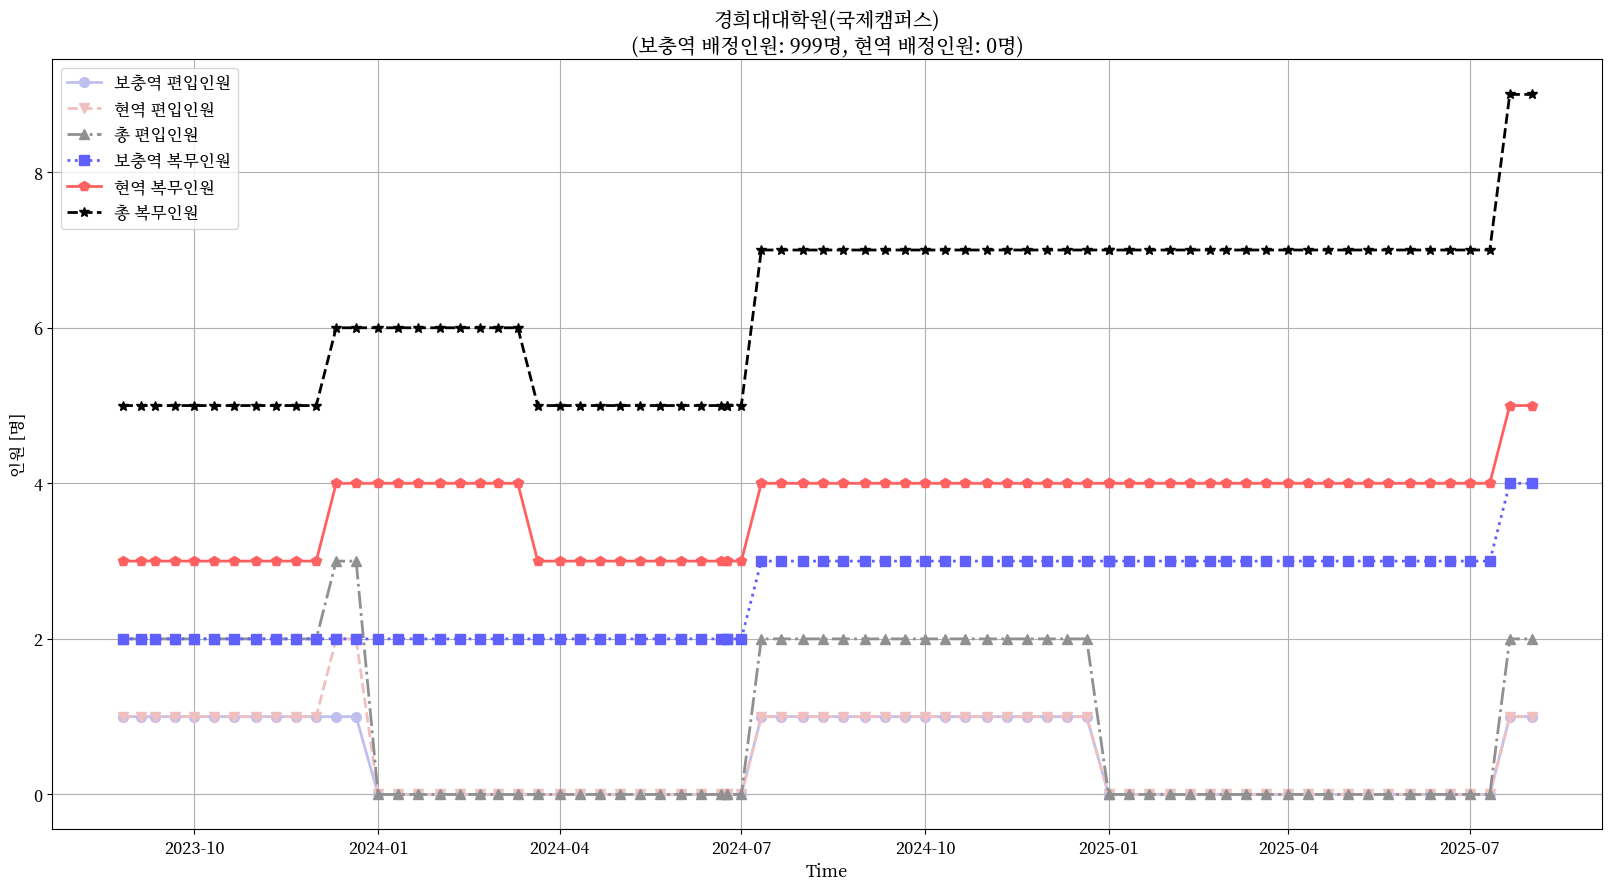 경희대대학원(국제캠퍼스)
(보충역 배정인원: 999명, 현역 배정인원: 0명)
보충역 편입인원
현역 편입인원
총 편입인원
보충역 복무인원
현역 복무인원
총 복무인원
인원 [명]
8
6
4
2
0
2023-10
2024-01
2024-04
2024-07
2024-10
2025-01
2025-04
2025-07
Time